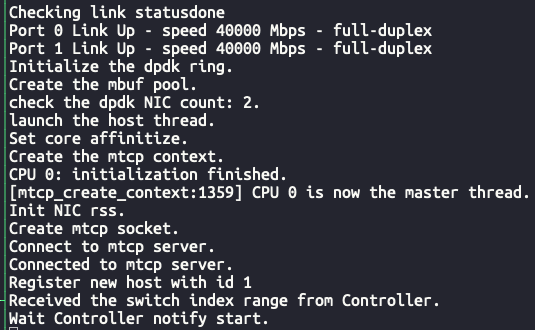 Checking link statusdone
Port 0 Link Up - speed 40000 Mbps - full-duplex
Port 1 Link Up - speed 40000 Mbps - full-duplex
Initialize the dpdk ring.
Create the mbuf pool.
check the dpdk NIC count: 2.
launch the host thread.
Set core affinitize.
Create the mtcp context.
CPU 0: initialization finished.
[mtcp_create_context:1359] CPU 0 is now the master thread.
Init NIC rss.
Create mtcp socket.
Connect to mtcp server.
Connected to mtcp server.
Register new host with id 1
Received the switch index range from Controller.
Wait Controller notify start.